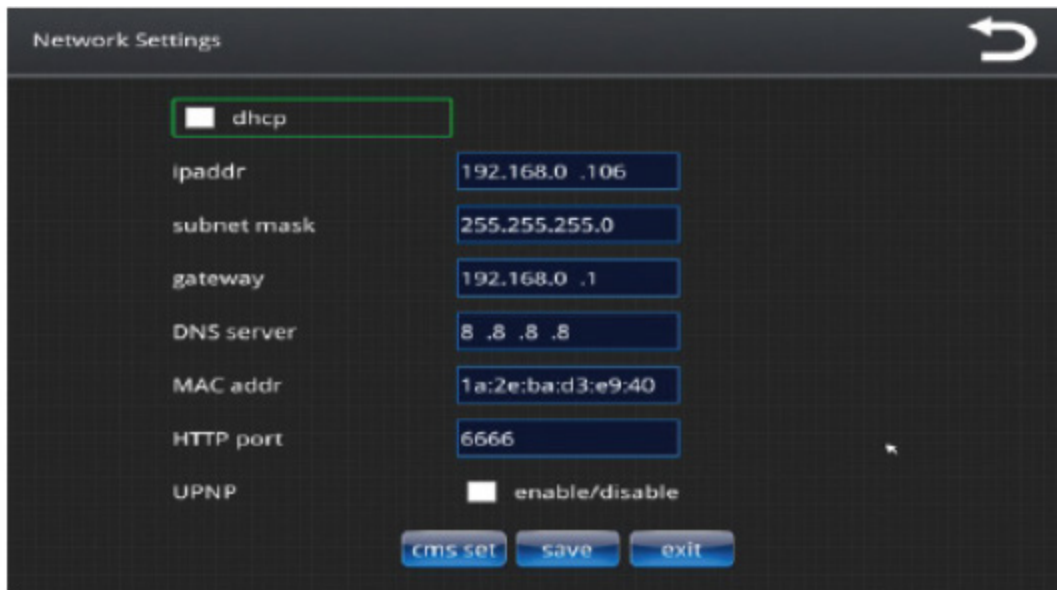 Network Settings
dhcp
ipaddr 192.168.0 .106
subnet mask 255.255.255.0
gateway 192.168.0 .1
DNS server 8 .8 .8 .8
MAC addr 1a:2e:ba:d3:e9:40
HTTP port 6666
UPNP enable/disable
cms set save exit